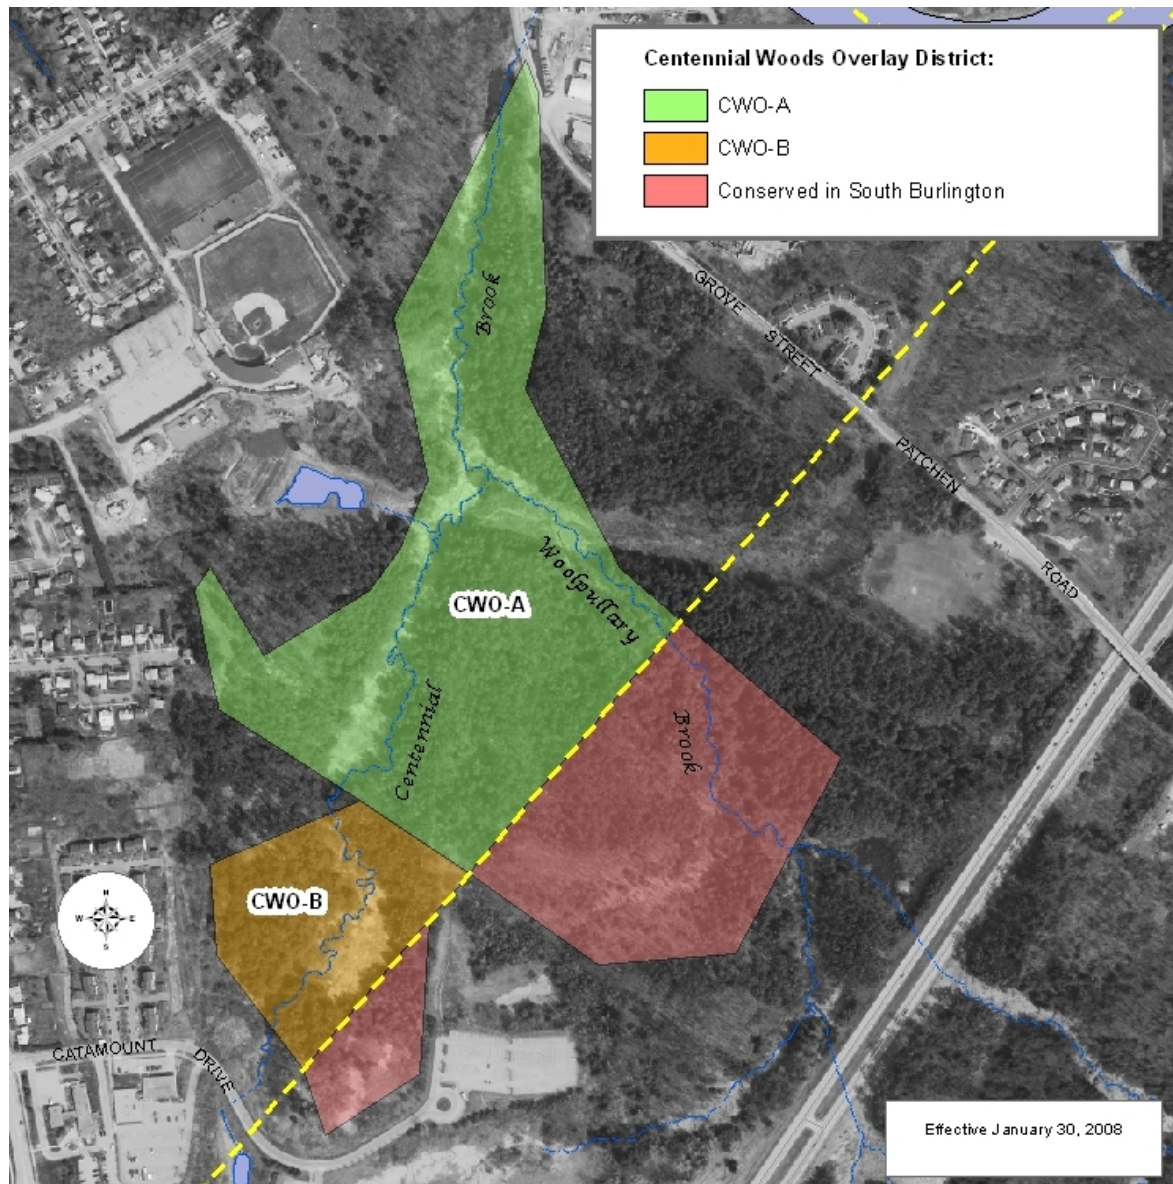 Centennial Woods Overlay District:
CWO-A
CWO-B
Conserved in South Burlington
Brook
GROVE STREET
PATCHEN ROAD
Woolpullary
CWO-A
Centennial
Brook
CWO-B
N
W E
S
CATAMOUNT DRIVE
Effective January 30, 2008